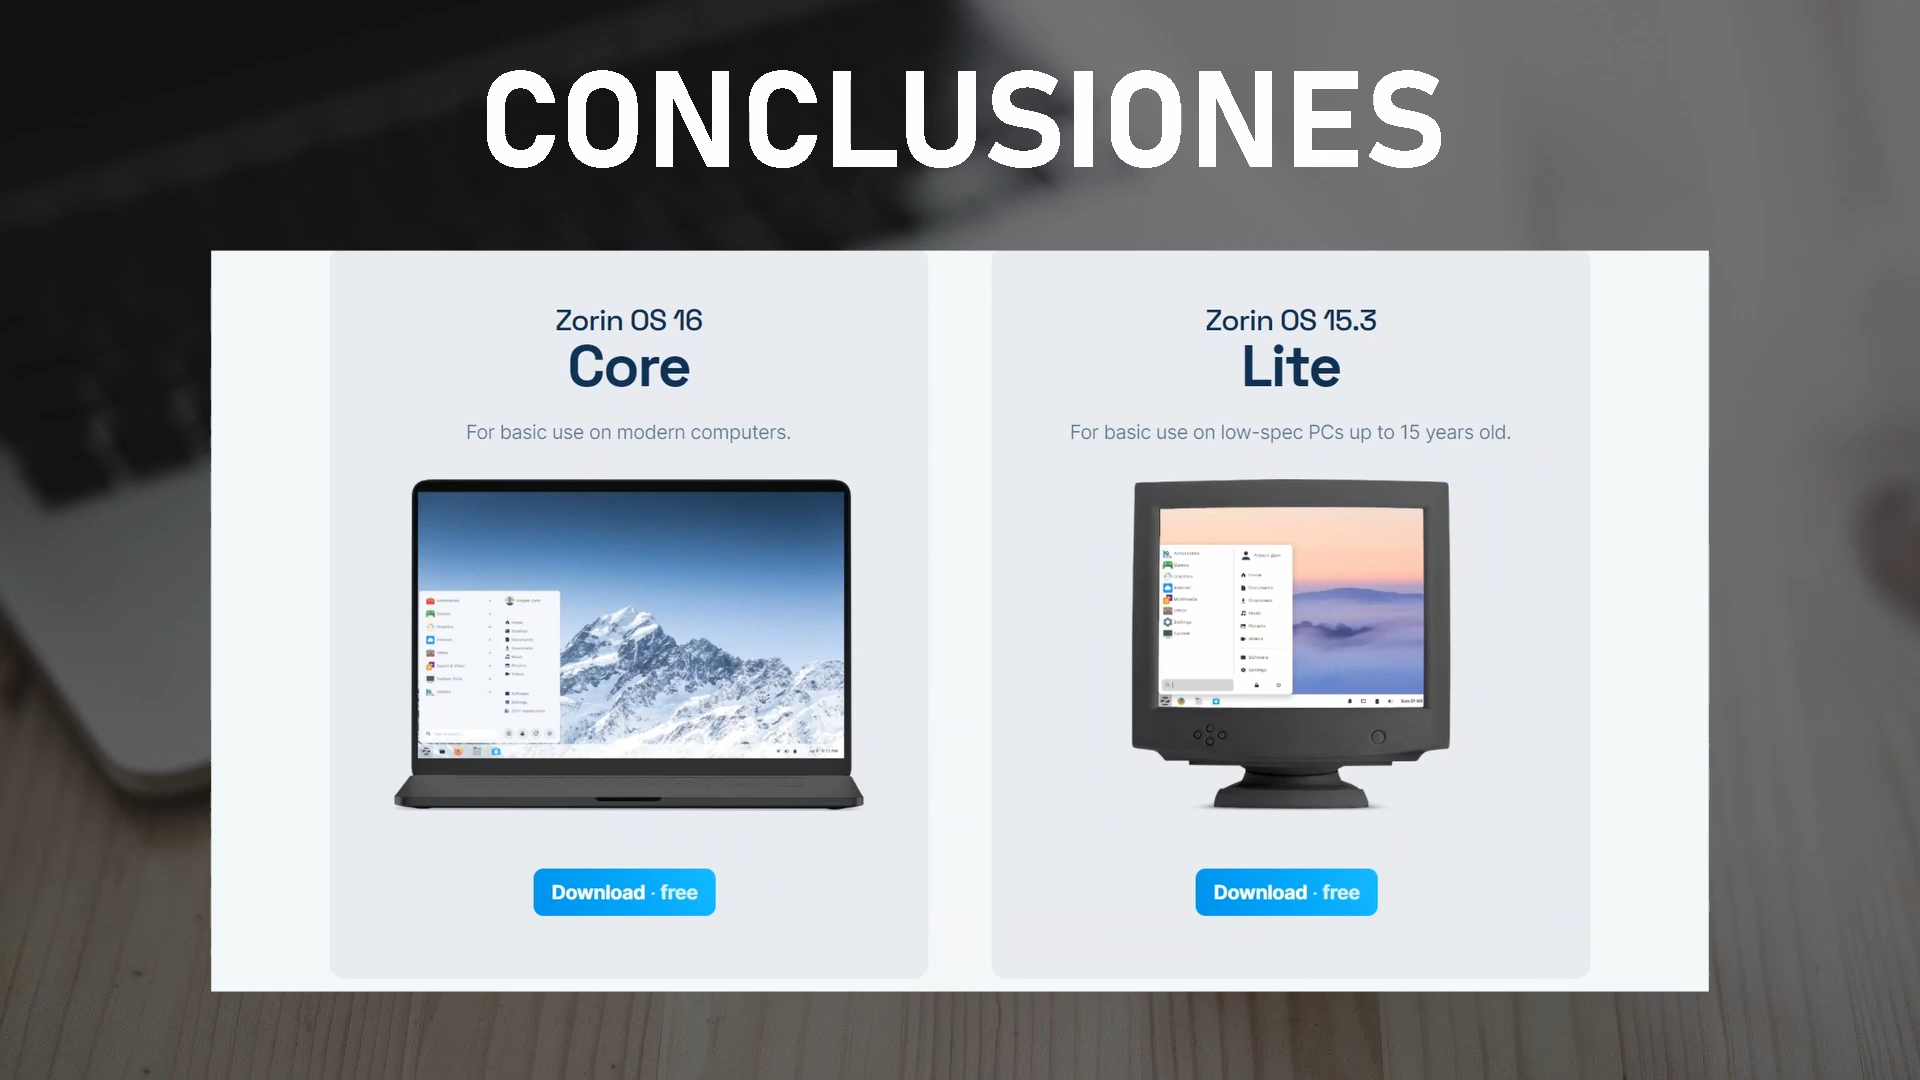 CONCLUSIONES
Zorin OS 16
Core
For basic use on modern computers.
Download · free
Zorin OS 15.3
Lite
For basic use on low-spec PCs up to 15 years old.
Download · free